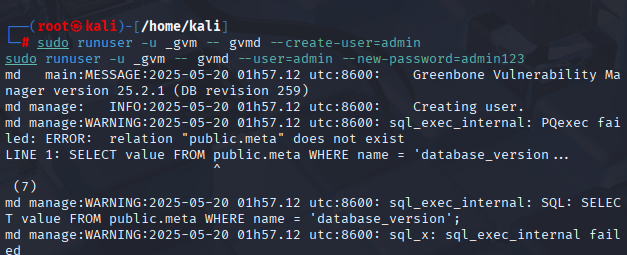 ┌──(root㉿kali)-[/home/kali]
└─# sudo runuser -u _gvm -- gvmd --create-user=admin
sudo runuser -u _gvm -- gvmd --user=admin --new-password=admin123
md   main:MESSAGE:2025-05-20 01h57.12 utc:8600:    Greenbone Vulnerability Ma
nager version 25.2.1 (DB revision 259)
md manage:   INFO:2025-05-20 01h57.12 utc:8600:    Creating user.
md manage:WARNING:2025-05-20 01h57.12 utc:8600: sql_exec_internal: PQexec fai
led: ERROR:  relation "public.meta" does not exist
LINE 1: SELECT value FROM public.meta WHERE name = 'database_version...
                          ^
 (7)
md manage:WARNING:2025-05-20 01h57.12 utc:8600: sql_exec_internal: SQL: SELEC
T value FROM public.meta WHERE name = 'database_version';
md manage:WARNING:2025-05-20 01h57.12 utc:8600: sql_x: sql_exec_internal fail
ed